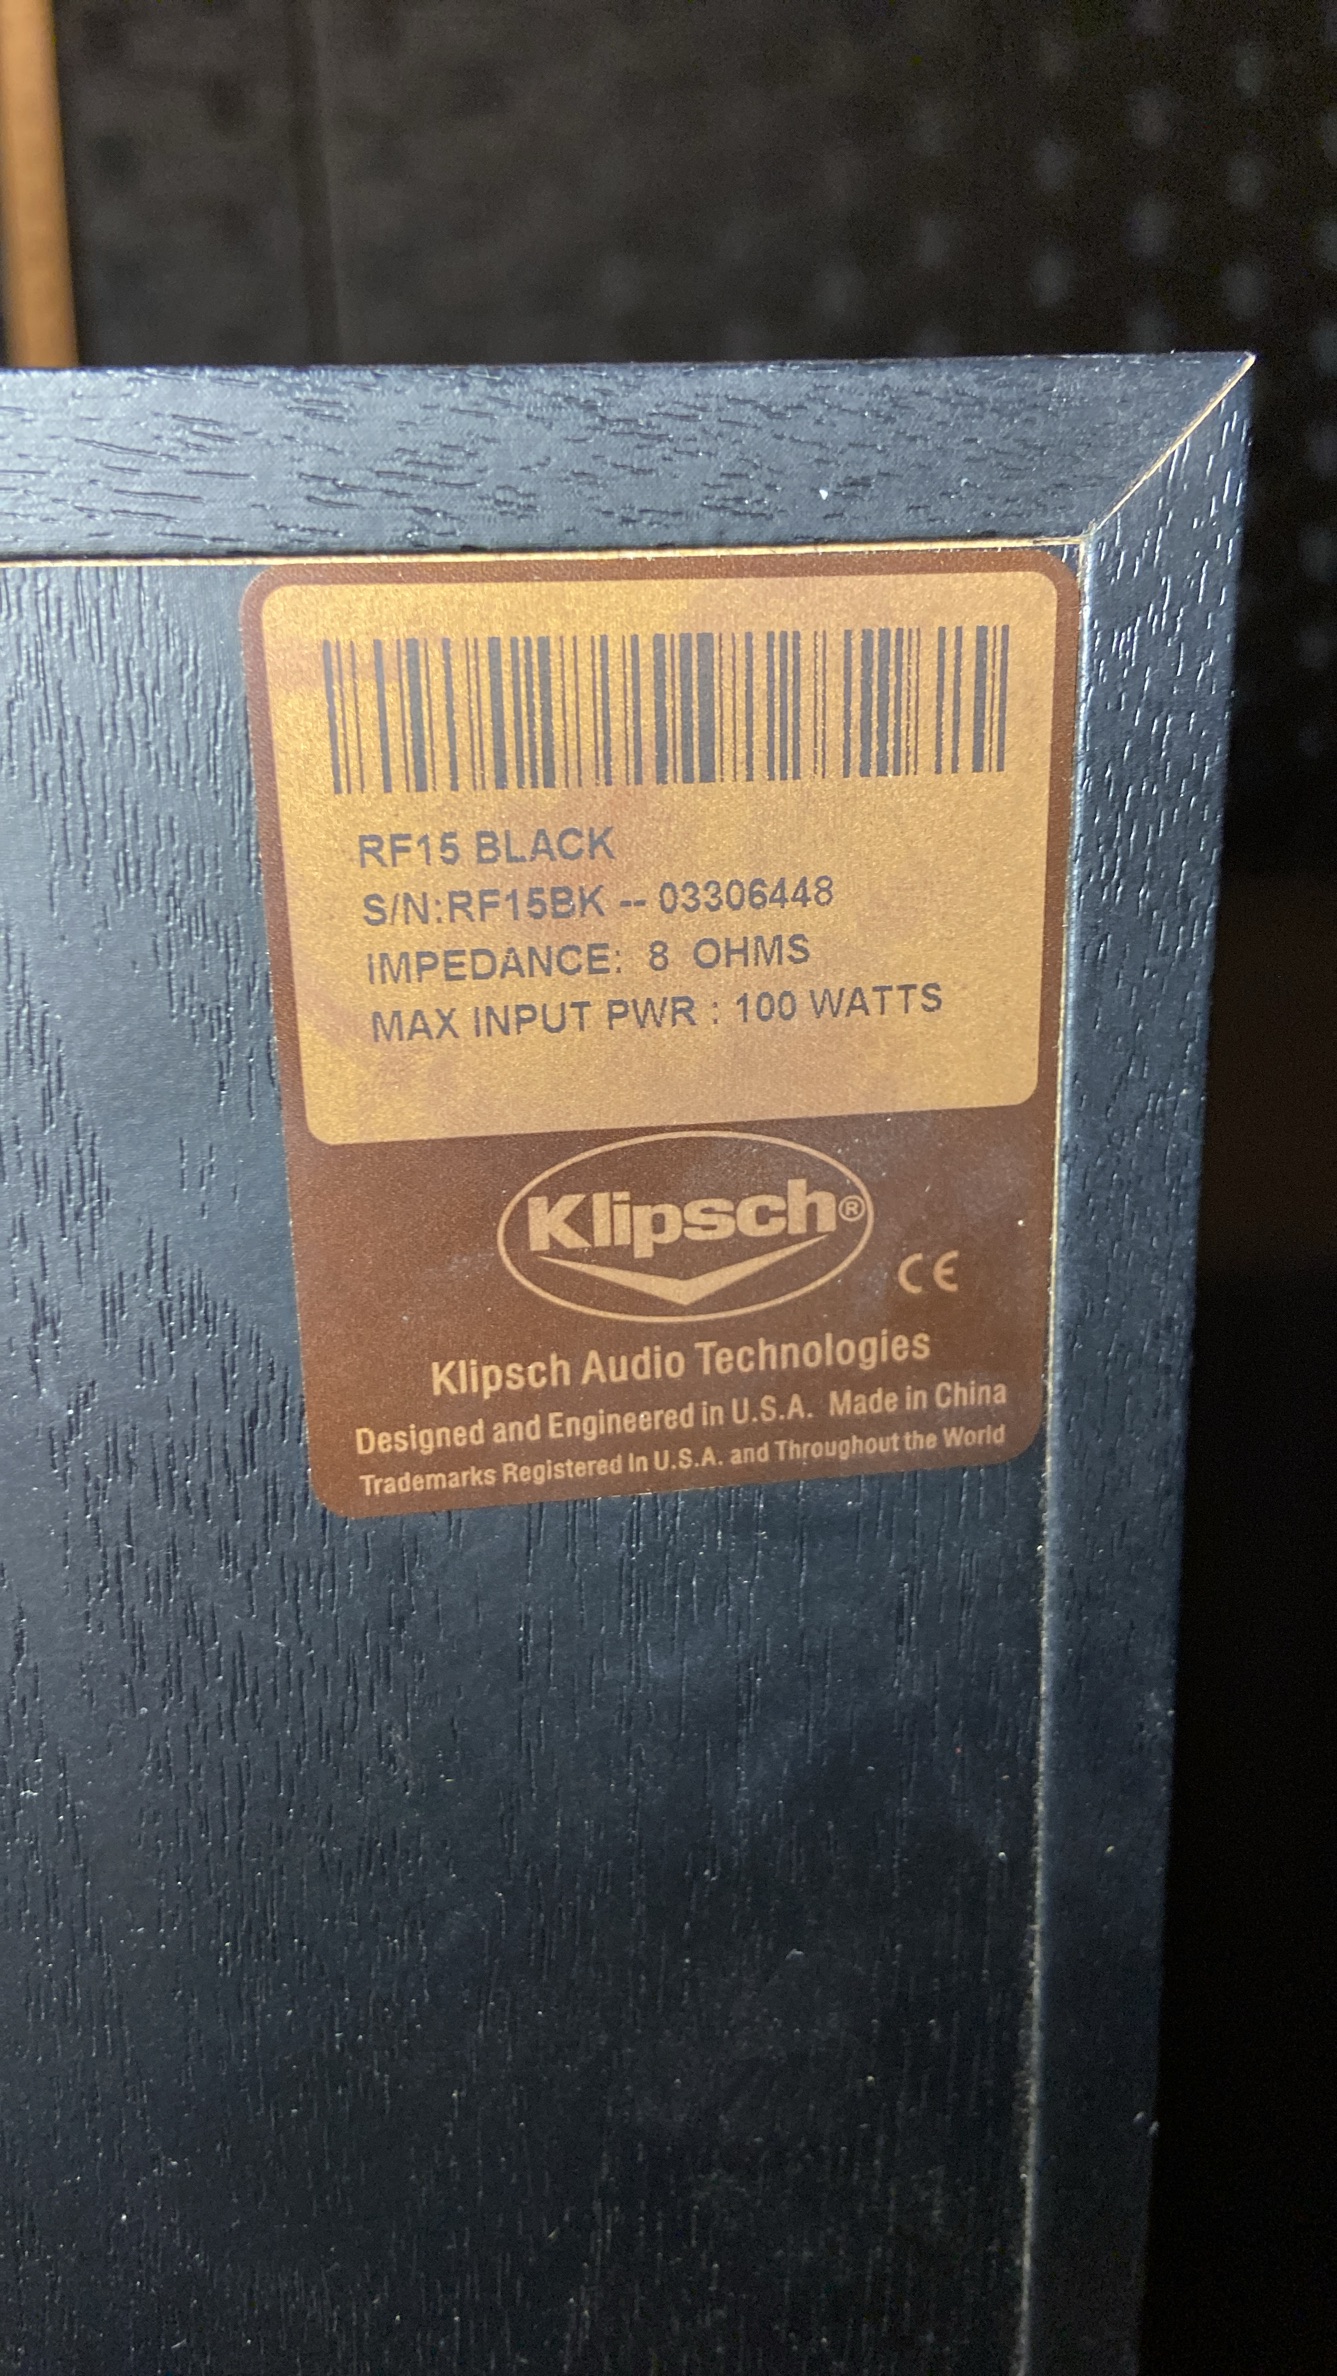 RF15 BLACK
S/N:RF15BK -- 03306448
IMPEDANCE: 8 OHMS
MAX INPUT PWR : 100 WATTS
Klipsch®
CE
Klipsch Audio Technologies
Designed and Engineered in U.S.A. Made in China
Trademarks Registered In U.S.A. and Throughout the World